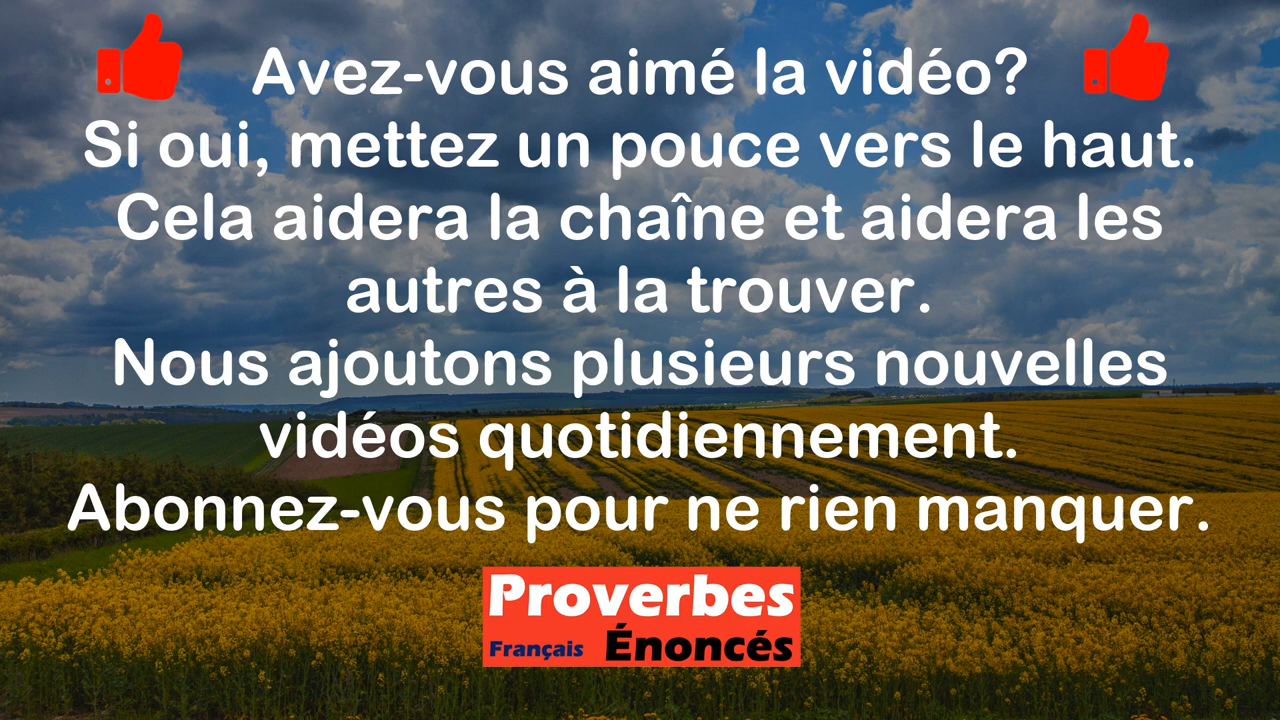 Avez-vous aimé la vidéo?
Si oui, mettez un pouce vers le haut.
Cela aidera la chaîne et aidera les
autres à la trouver.
Nous ajoutons plusieurs nouvelles
vidéos quotidiennement.
Abonnez-vous pour ne rien manquer.
Proverbes
Français Énoncés